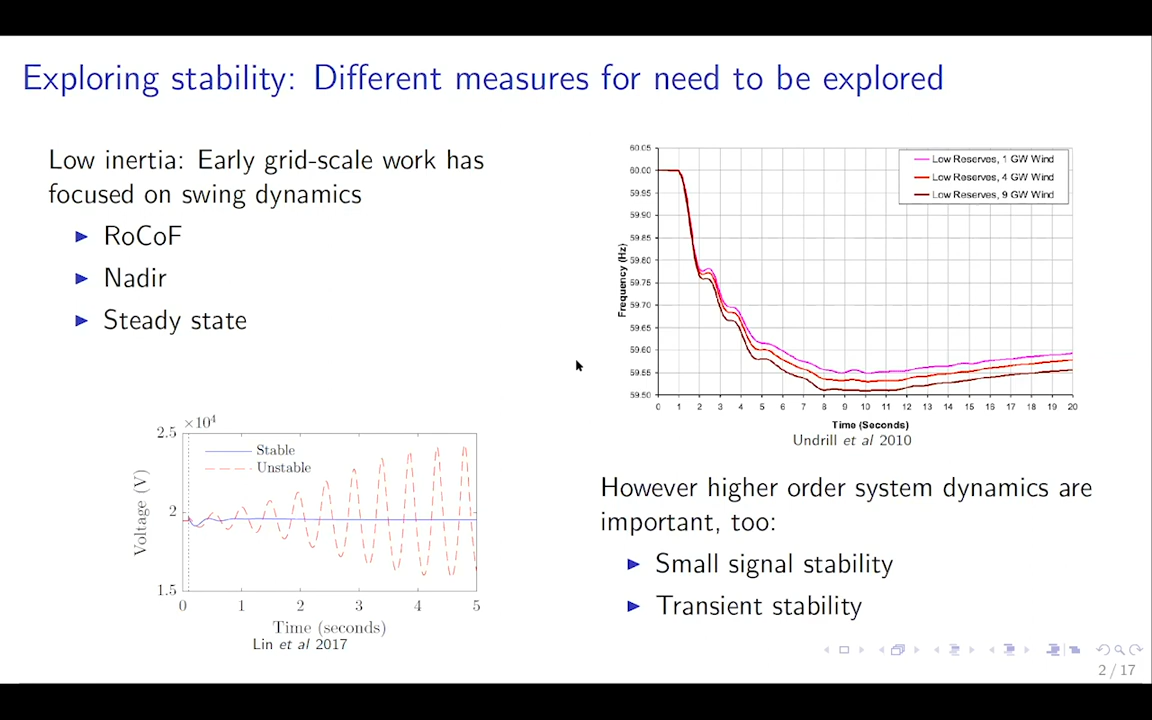 Exploring stability: Different measures for need to be explored
Low inertia: Early grid-scale work has
focused on swing dynamics
▶ RoCoF
▶ Nadir
▶ Steady state
×10⁴
2.5
2
1.5
Voltage (V)
Stable
Unstable
0 1 2 3 4 5
Time (seconds)
Lin et al 2017
60.05
60.00
59.95
59.90
59.85
59.80
59.75
59.70
59.65
59.60
59.55
59.50
Frequency (Hz)
Low Reserves, 1 GW Wind
Low Reserves, 4 GW Wind
Low Reserves, 9 GW Wind
0 1 2 3 4 5 6 7 8 9 10 11 12 13 14 15 16 17 18 19 20
Time (Seconds)
Undrill et al 2010
However higher order system dynamics are
important, too:
▶ Small signal stability
▶ Transient stability
2 / 17